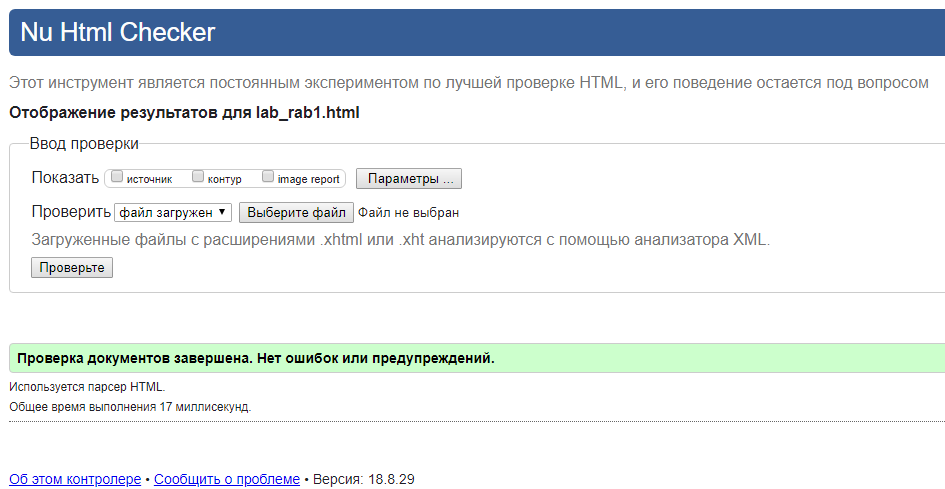 Nu Html Checker
Этот инструмент является постоянным экспериментом по лучшей проверке HTML, и его поведение остается под вопросом
Отображение результатов для lab_rab1.html
Ввод проверки
Показать источник контур image report Параметры ...
Проверить файл загружен Выберите файл Файл не выбран
Загруженные файлы с расширениями .xhtml или .xht анализируются с помощью анализатора XML.
Проверьте
Проверка документов завершена. Нет ошибок или предупреждений.
Используется парсер HTML.
Общее время выполнения 17 миллисекунд.
Об этом контролере • Сообщить о проблеме • Версия: 18.8.29